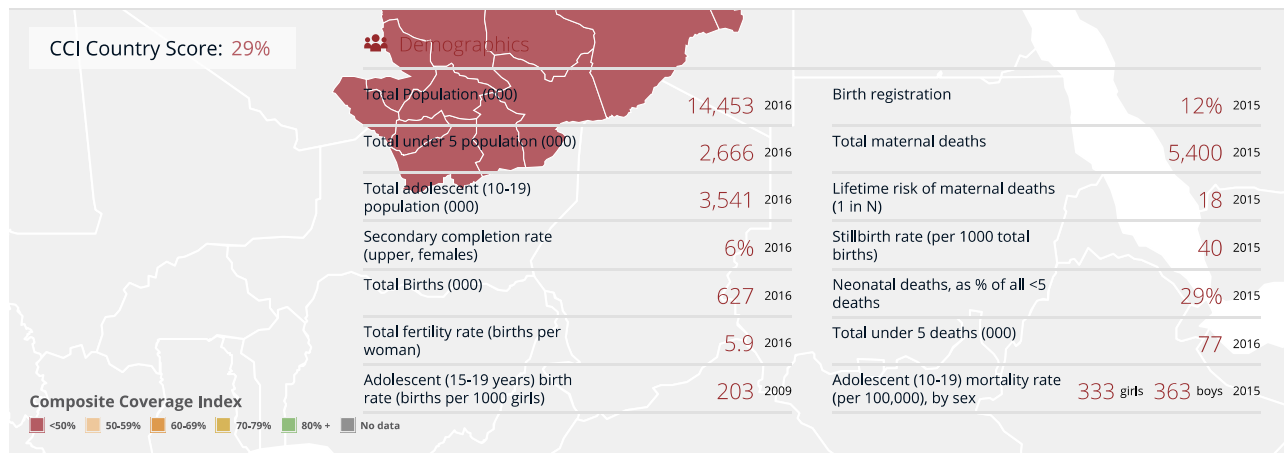 CCI Country Score: 29%
Demographics
Total Population (000) 14,453 2016
Total under 5 population (000) 2,666 2016
Total adolescent (10-19)
population (000) 3,541 2016
Secondary completion rate
(upper, females) 6% 2016
Total Births (000) 627 2016
Total fertility rate (births per
woman) 5.9 2016
Adolescent (15-19 years) birth
rate (births per 1000 girls) 203 2009
Birth registration 12% 2015
Total maternal deaths 5,400 2015
Lifetime risk of maternal deaths
(1 in N) 18 2015
Stillbirth rate (per 1000 total
births) 40 2015
Neonatal deaths, as % of all <5
deaths 29% 2015
Total under 5 deaths (000) 77 2016
Adolescent (10-19) mortality rate
(per 100,000), by sex 333 girls 363 boys 2015
Composite Coverage Index
<50% 50-59% 60-69% 70-79% 80% + No data